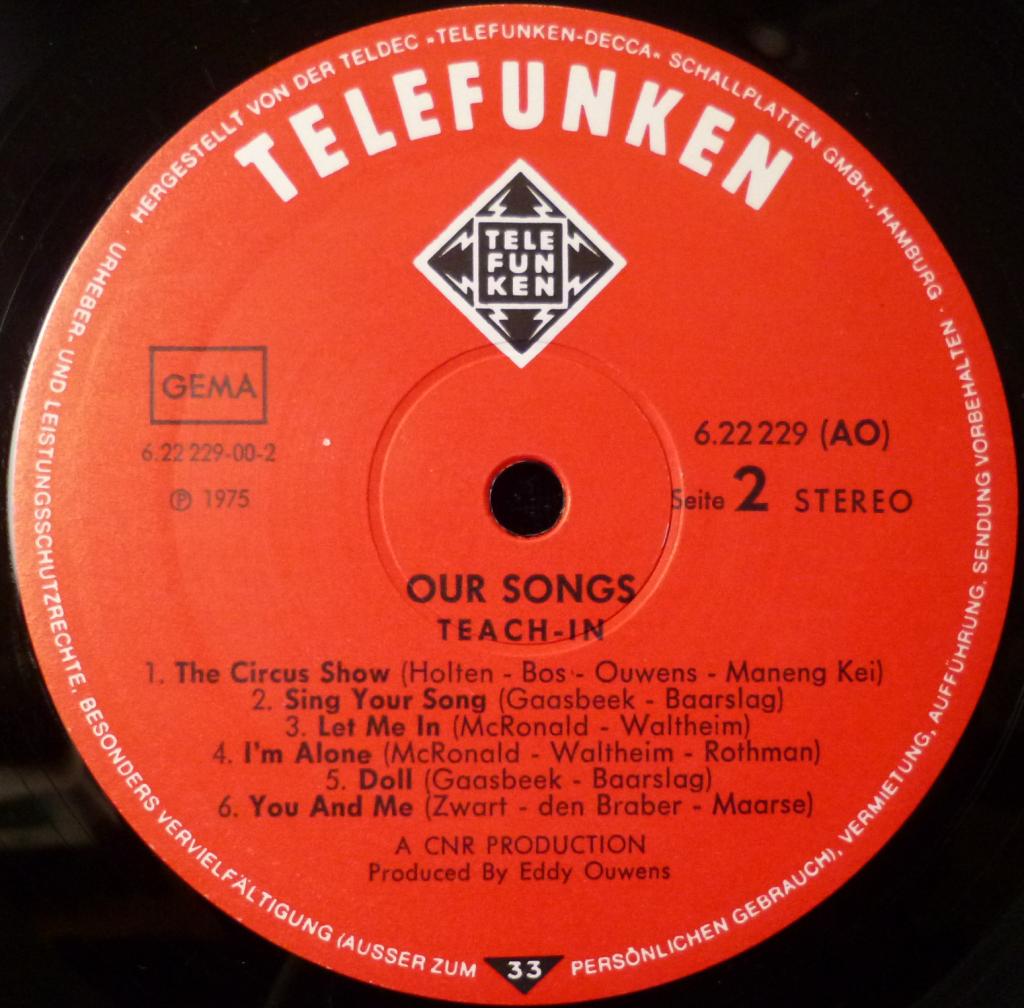 HERGESTELLT VON DER TELDEC »TELEFUNKEN-DECCA« SCHALLPLATTEN GMBH., HAMBURG · URHEBER- UND LEISTUNGSSCHUTZRECHTE, BESONDERS VERVIELFÄLTIGUNG (AUSSER ZUM PERSÖNLICHEN GEBRAUCH), VERMIETUNG, AUFFÜHRUNG, SENDUNG VORBEHALTEN ·
TELEFUNKEN
TELE
FUN
KEN
GEMA
6.22 229-00-2
℗ 1975
6.22 229 (AO)
Seite 2 STEREO
OUR SONGS
TEACH-IN
1. The Circus Show (Holten - Bos - Ouwens - Maneng Kei)
2. Sing Your Song (Gaasbeek - Baarslag)
3. Let Me In (McRonald - Waltheim)
4. I'm Alone (McRonald - Waltheim - Rothman)
5. Doll (Gaasbeek - Baarslag)
6. You And Me (Zwart - den Braber - Maarse)
A CNR PRODUCTION
Produced By Eddy Ouwens
33